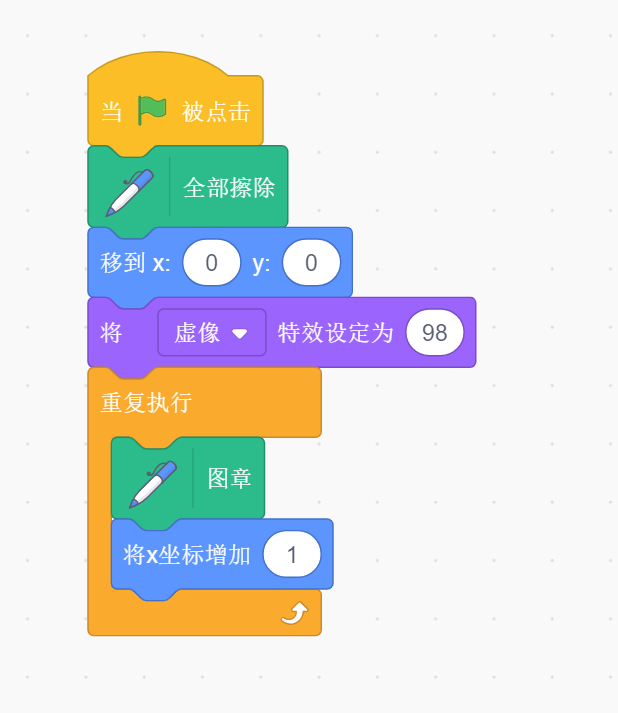 当 被点击
全部擦除
移到 x: 0 y: 0
将 虚像 特效设定为 98
重复执行
图章
将x坐标增加 1